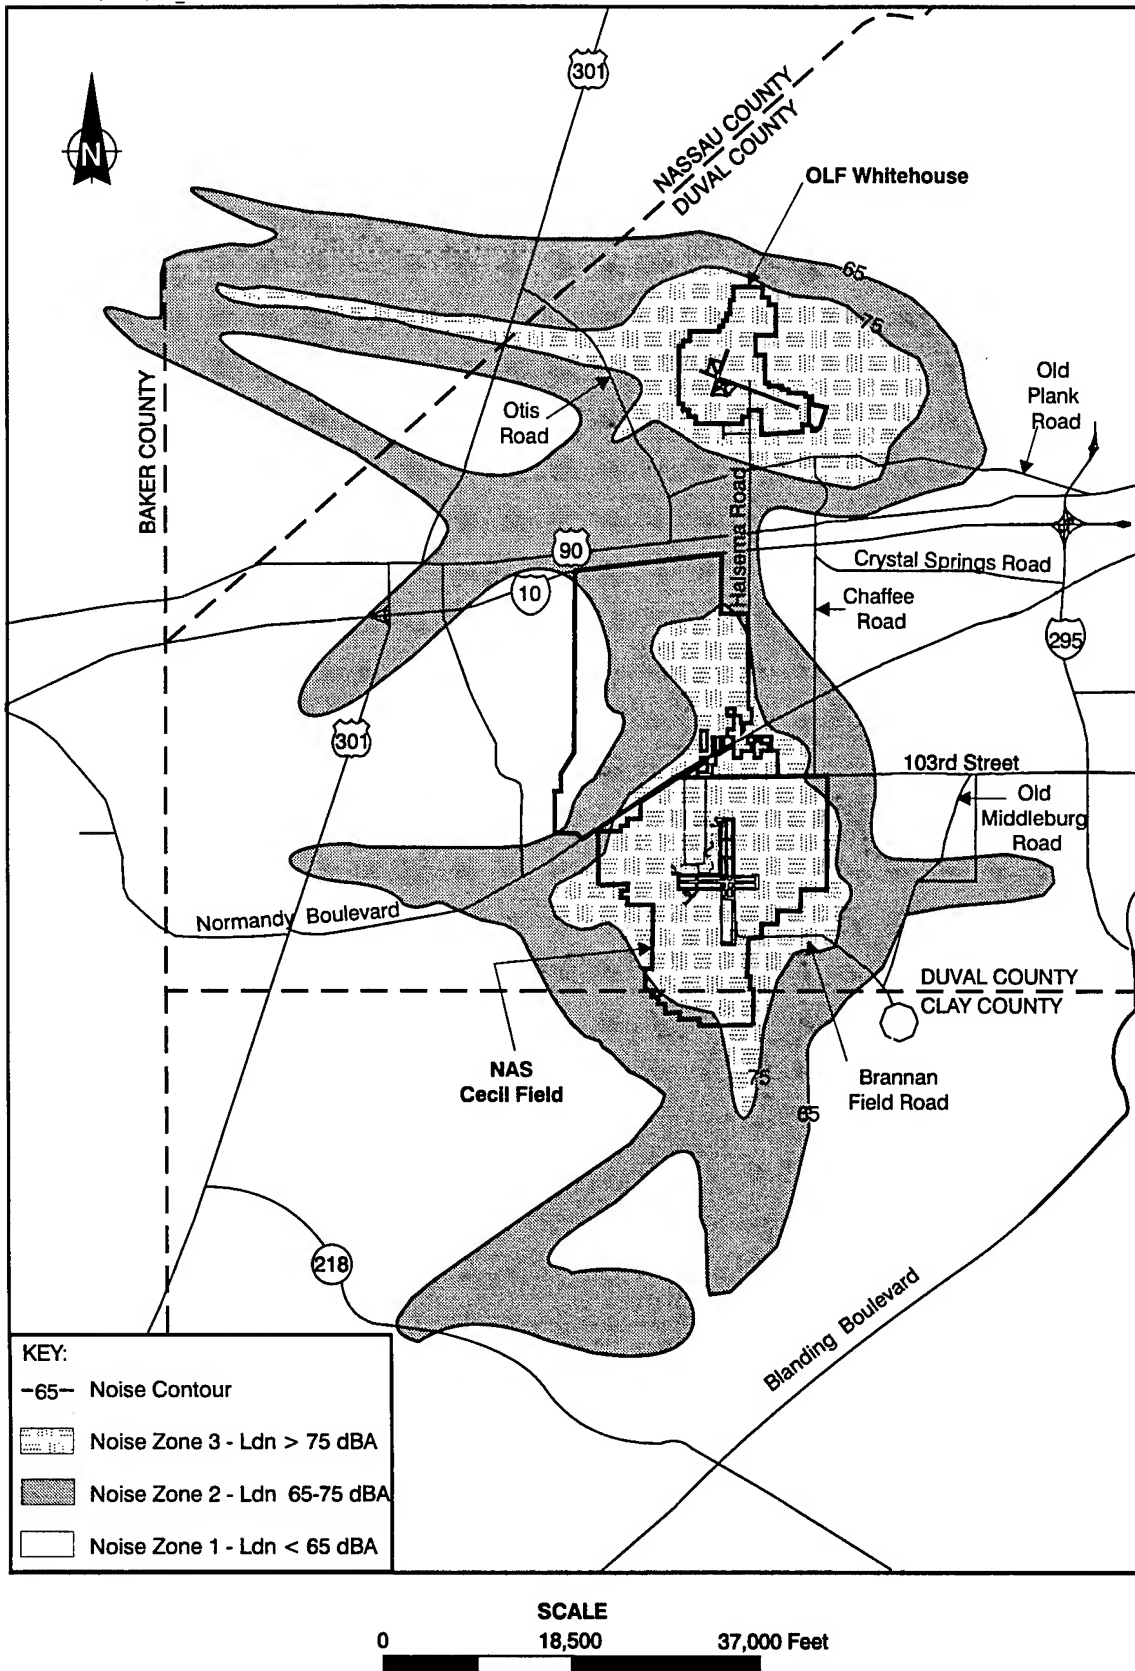 301
NASSAU COUNTY
DUVAL COUNTY
N
OLF Whitehouse
65
75
Old
Plank
Road
Otis
Road
BAKER COUNTY
Halsema Road
90
Crystal Springs Road
10
Chaffee
Road
295
301
103rd Street
Old
Middleburg
Road
Normandy Boulevard
DUVAL COUNTY
CLAY COUNTY
NAS
Cecil Field
75
Brannan
Field Road
65
218
Blanding Boulevard
KEY:
-65- Noise Contour
Noise Zone 3 - Ldn > 75 dBA
Noise Zone 2 - Ldn 65-75 dBA
Noise Zone 1 - Ldn < 65 dBA
SCALE
0 18,500 37,000 Feet